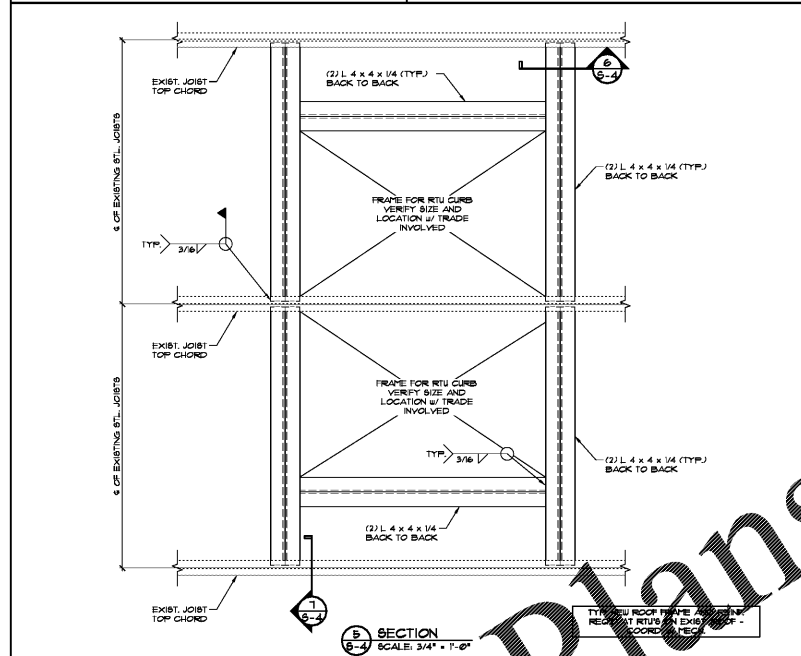 EXIST. JOIST
TOP CHORD
(2) L 4 x 4 x 1/4 (TYP.)
BACK TO BACK
6
S-4
(2) L 4 x 4 x 1/4 (TYP.)
BACK TO BACK
℄ OF EXISTING STL. JOISTS
FRAME FOR RTU CURB
VERIFY SIZE AND
LOCATION w/ TRADE
INVOLVED
TYP.
3/16
EXIST. JOIST
TOP CHORD
℄ OF EXISTING STL. JOISTS
FRAME FOR RTU CURB
VERIFY SIZE AND
LOCATION w/ TRADE
INVOLVED
TYP.
3/16
(2) L 4 x 4 x 1/4 (TYP.)
BACK TO BACK
(2) L 4 x 4 x 1/4
BACK TO BACK
EXIST. JOIST
TOP CHORD
7
S-4
5
S-4
SECTION
SCALE: 3/4" = 1'-0"
NEW ROOF FRAME
AT RTU'S EXIST
COORD MECH.
Plans